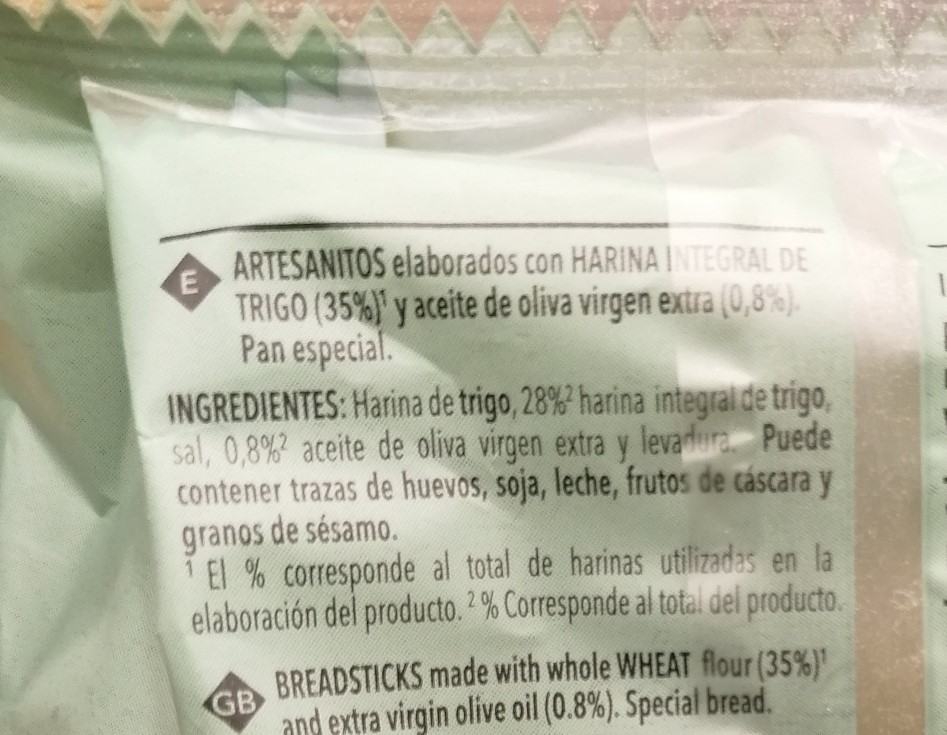 E ARTESANITOS elaborados con HARINA INTEGRAL DE
TRIGO (35%)¹ y aceite de oliva virgen extra (0,8%).
Pan especial.
INGREDIENTES: Harina de trigo, 28%² harina integral de trigo,
sal, 0,8%² aceite de oliva virgen extra y levadura. Puede
contener trazas de huevos, soja, leche, frutos de cáscara y
granos de sésamo.
¹ El % corresponde al total de harinas utilizadas en la
elaboración del producto. ² % Corresponde al total del producto.
GB BREADSTICKS made with whole WHEAT flour (35%)¹
and extra virgin olive oil (0.8%). Special bread.